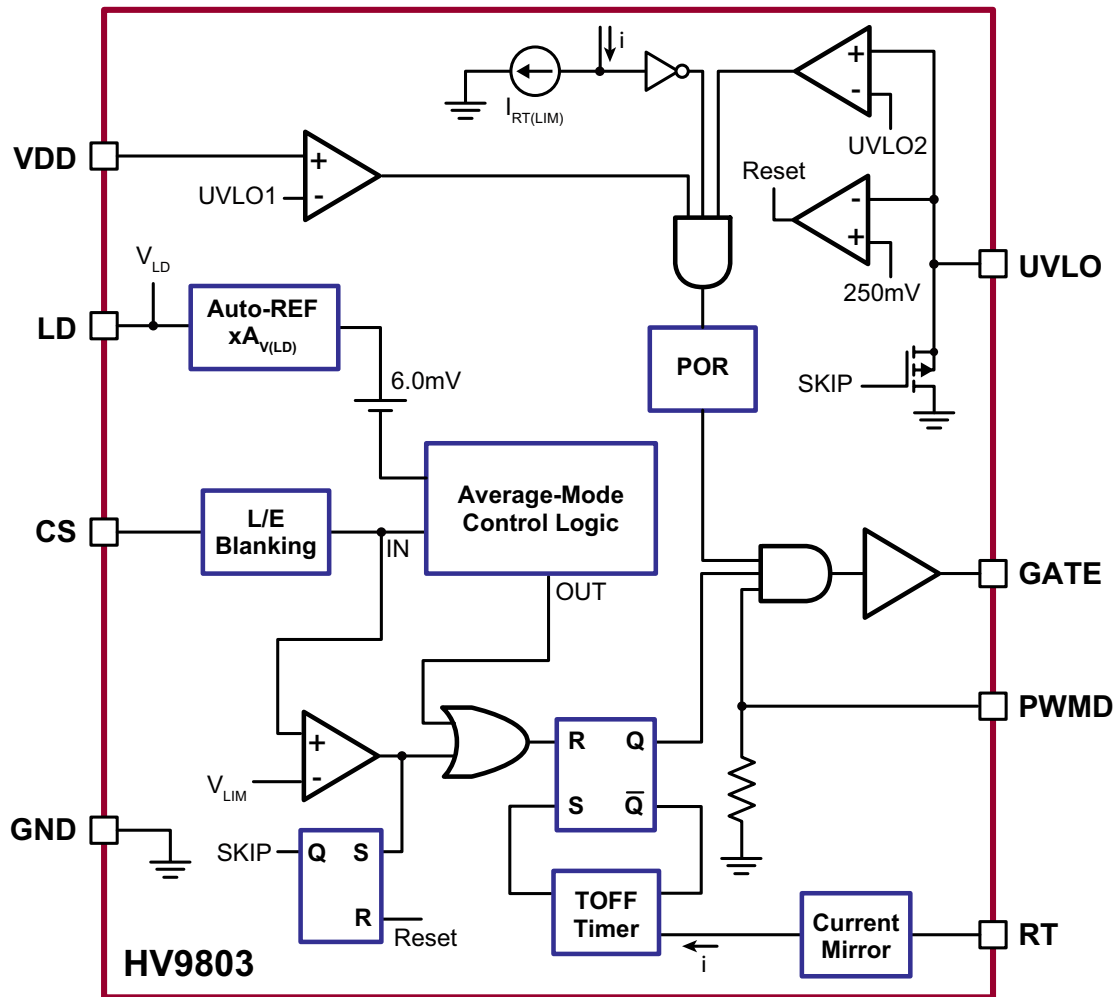 i
I RT(LIM)
+
-
UVLO2
VDD
+
-
UVLO1
Reset
-
+
250mV
UVLO
V LD
LD
Auto-REF
xA V(LD)
6.0mV
POR
SKIP
CS
L/E
Blanking
IN
Average-Mode
Control Logic
OUT
GATE
PWMD
+
-
V LIM
R Q
S Q̅
GND
SKIP
Q S
R
Reset
TOFF
Timer
i
Current
Mirror
RT
HV9803